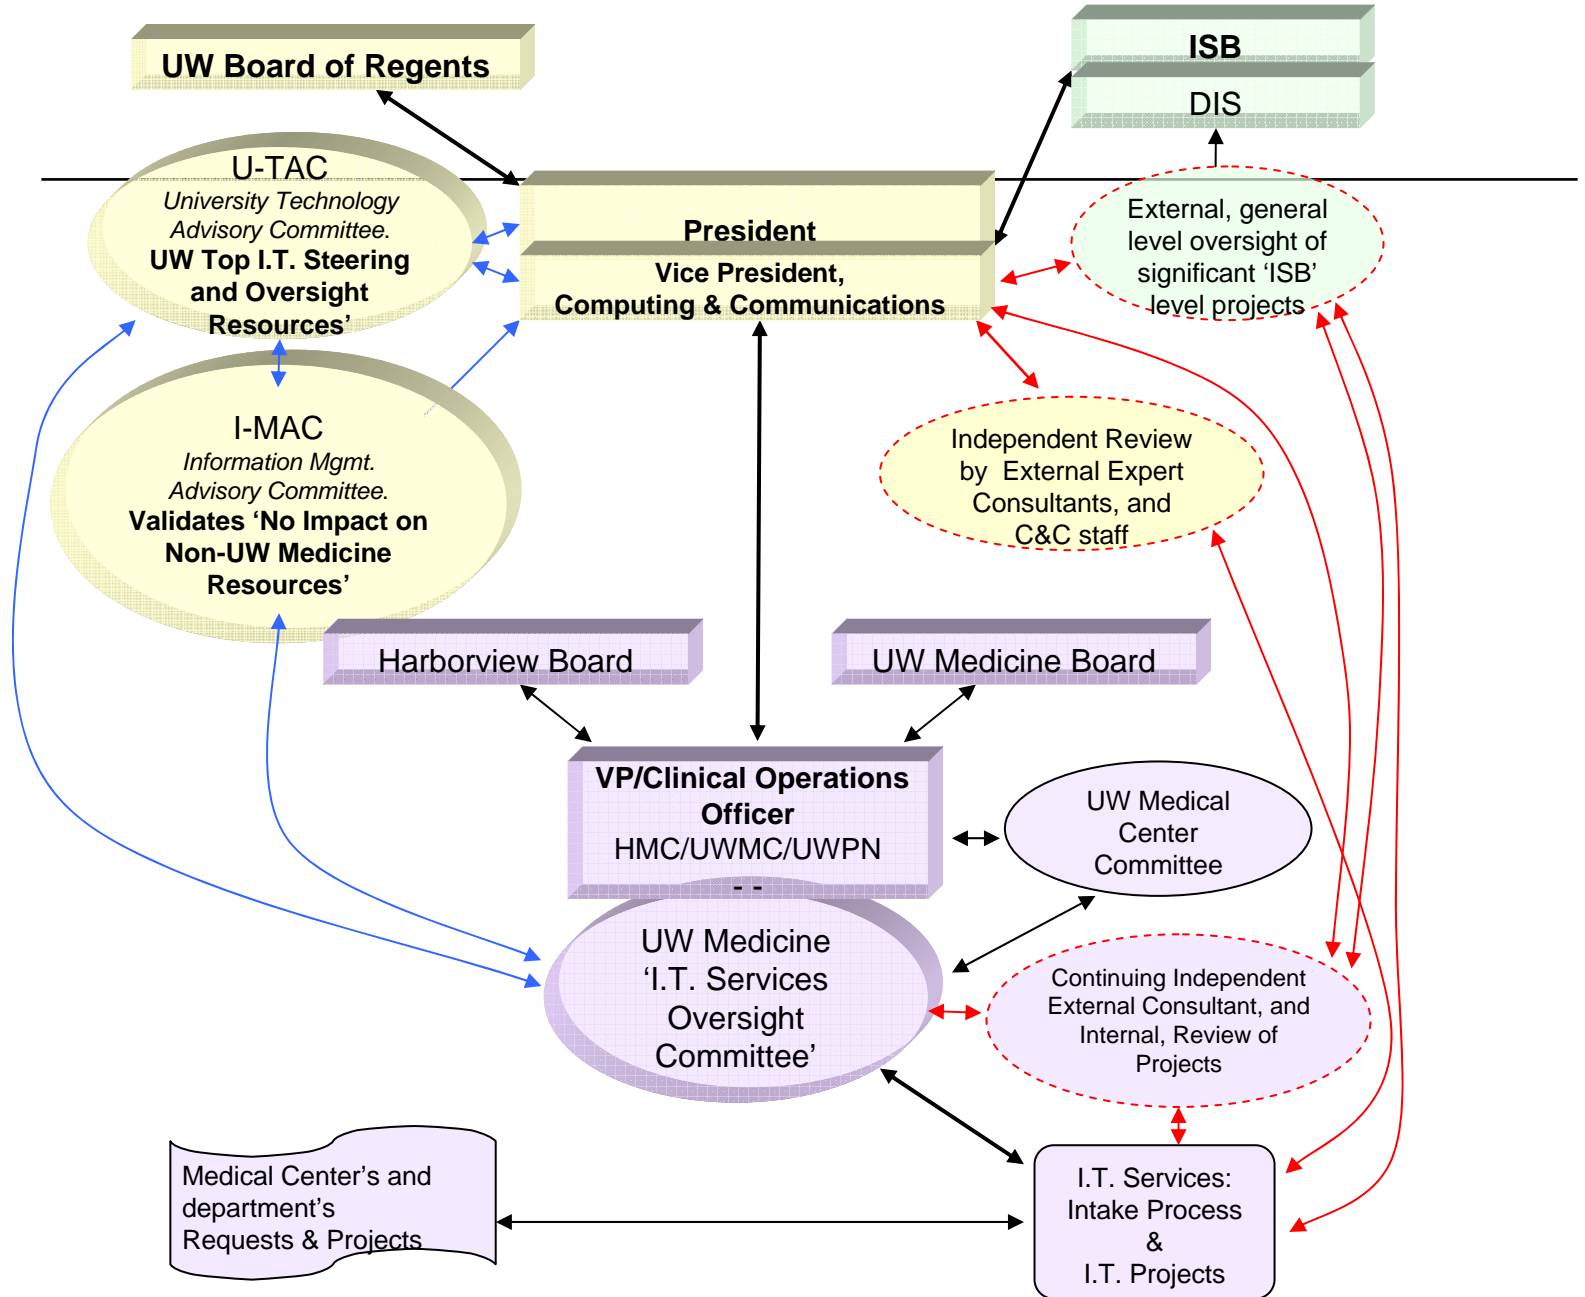 UW Board of Regents
ISB
DIS
U-TAC
University Technology
Advisory Committee.
UW Top I.T. Steering
and Oversight
Resources’
President
Vice President,
Computing & Communications
External, general
level oversight of
significant ‘ISB’
level projects
I-MAC
Information Mgmt.
Advisory Committee.
Validates ‘No Impact on
Non-UW Medicine
Resources’
Independent Review
by External Expert
Consultants, and
C&C staff
Harborview Board
UW Medicine Board
VP/Clinical Operations
Officer
HMC/UWMC/UWPN
- -
UW Medical
Center
Committee
UW Medicine
‘I.T. Services
Oversight
Committee’
Continuing Independent
External Consultant, and
Internal, Review of
Projects
Medical Center’s and
department’s
Requests & Projects
I.T. Services:
Intake Process
&
I.T. Projects